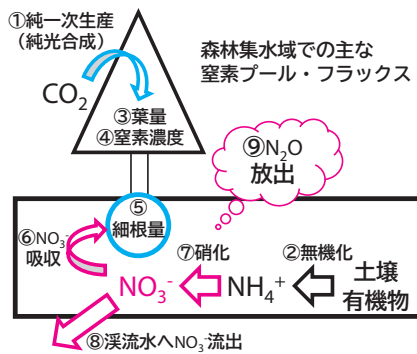 ①純一次生産
（純光合成）
森林集水域での主な
窒素プール・フラックス
CO₂
③葉量
④窒素濃度
⑨N₂O
放出
⑤
細根量
⑥NO₃⁻
吸収
⑦硝化
②無機化
NO₃⁻
NH₄⁺
土壌
有機物
⑧渓流水へNO₃⁻流出